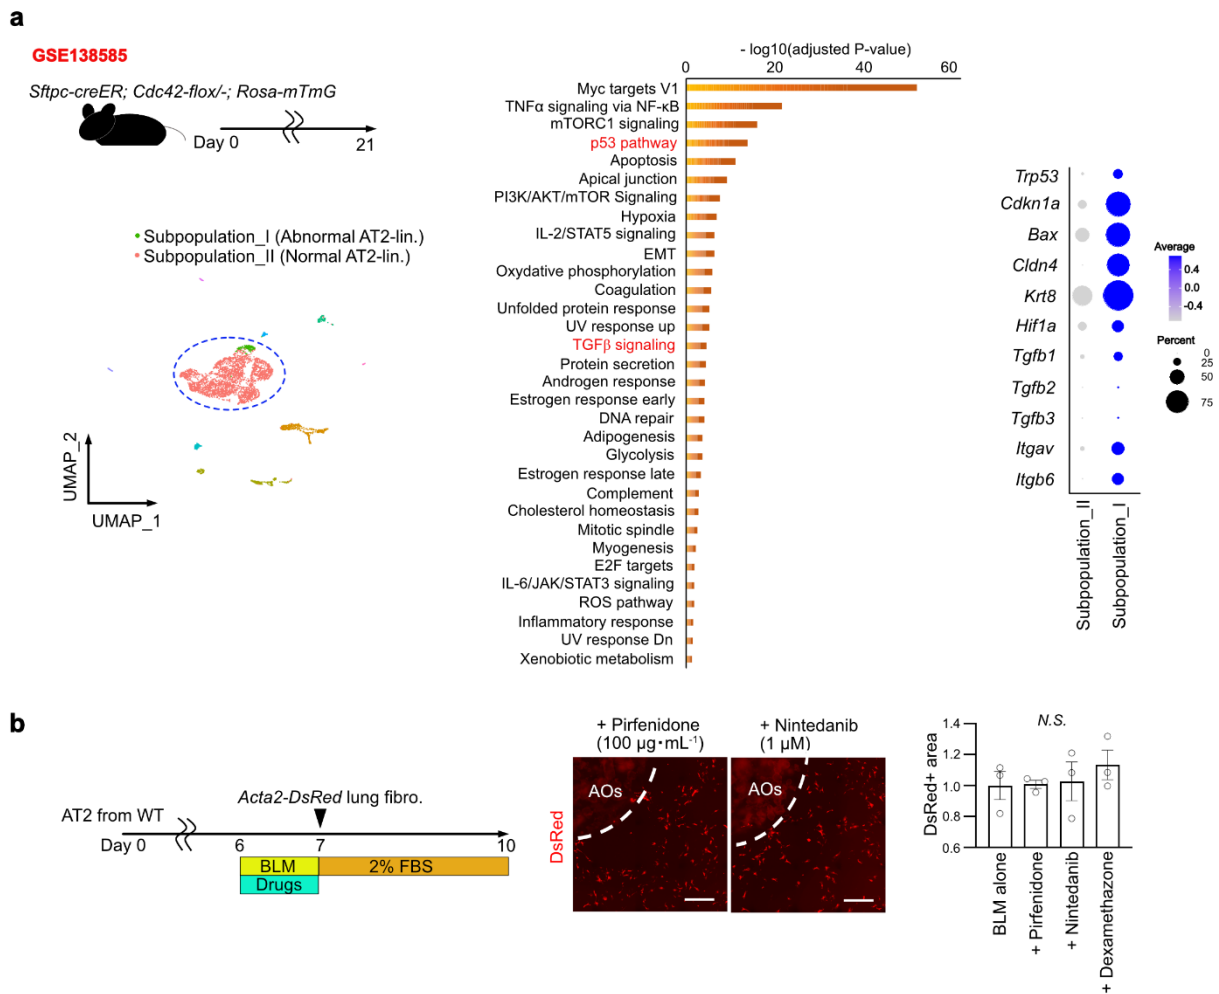 a
GSE138585
Sftpc-creER; Cdc42-flox/-; Rosa-mTmG
Day 0
21
Subpopulation_I (Abnormal AT2-lin.)
Subpopulation_II (Normal AT2-lin.)
UMAP_2
UMAP_1
- log10(adjusted P-value)
0
20
40
60
Myc targets V1
TNFα signaling via NF-κB
mTORC1 signaling
p53 pathway
Apoptosis
Apical junction
PI3K/AKT/mTOR Signaling
Hypoxia
IL-2/STAT5 signaling
EMT
Oxydative phosphorylation
Coagulation
Unfolded protein response
UV response up
TGFβ signaling
Protein secretion
Androgen response
Estrogen response early
DNA repair
Adipogenesis
Glycolysis
Estrogen response late
Complement
Cholesterol homeostasis
Mitotic spindle
Myogenesis
E2F targets
IL-6/JAK/STAT3 signaling
ROS pathway
Inflammatory response
UV response Dn
Xenobiotic metabolism
Trp53
Cdkn1a
Bax
Cldn4
Krt8
Hif1a
Tgfb1
Tgfb2
Tgfb3
Itgav
Itgb6
Subpopulation_II
Subpopulation_I
Average
0.4
0.0
-0.4
Percent
0
25
50
75
b
AT2 from WT
Acta2-DsRed lung fibro.
Day 0
6
7
10
BLM
2% FBS
Drugs
+ Pirfenidone
(100 µg・mL-1)
+ Nintedanib
(1 µM)
DsRed
AOs
AOs
DsRed+ area
1.4
1.2
1.0
0.8
0.6
N.S.
BLM alone
+ Pirfenidone
+ Nintedanib
+ Dexamethazone